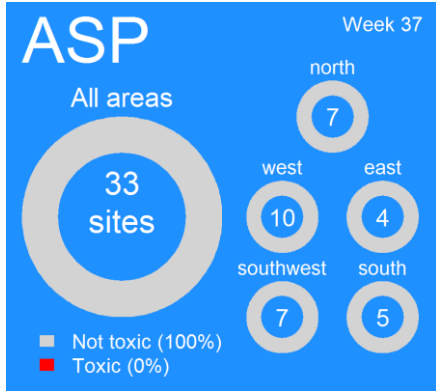 ASP
Week 37
All areas
33
sites
north
7
west
10
east
4
southwest
7
south
5
Not toxic (100%)
Toxic (0%)